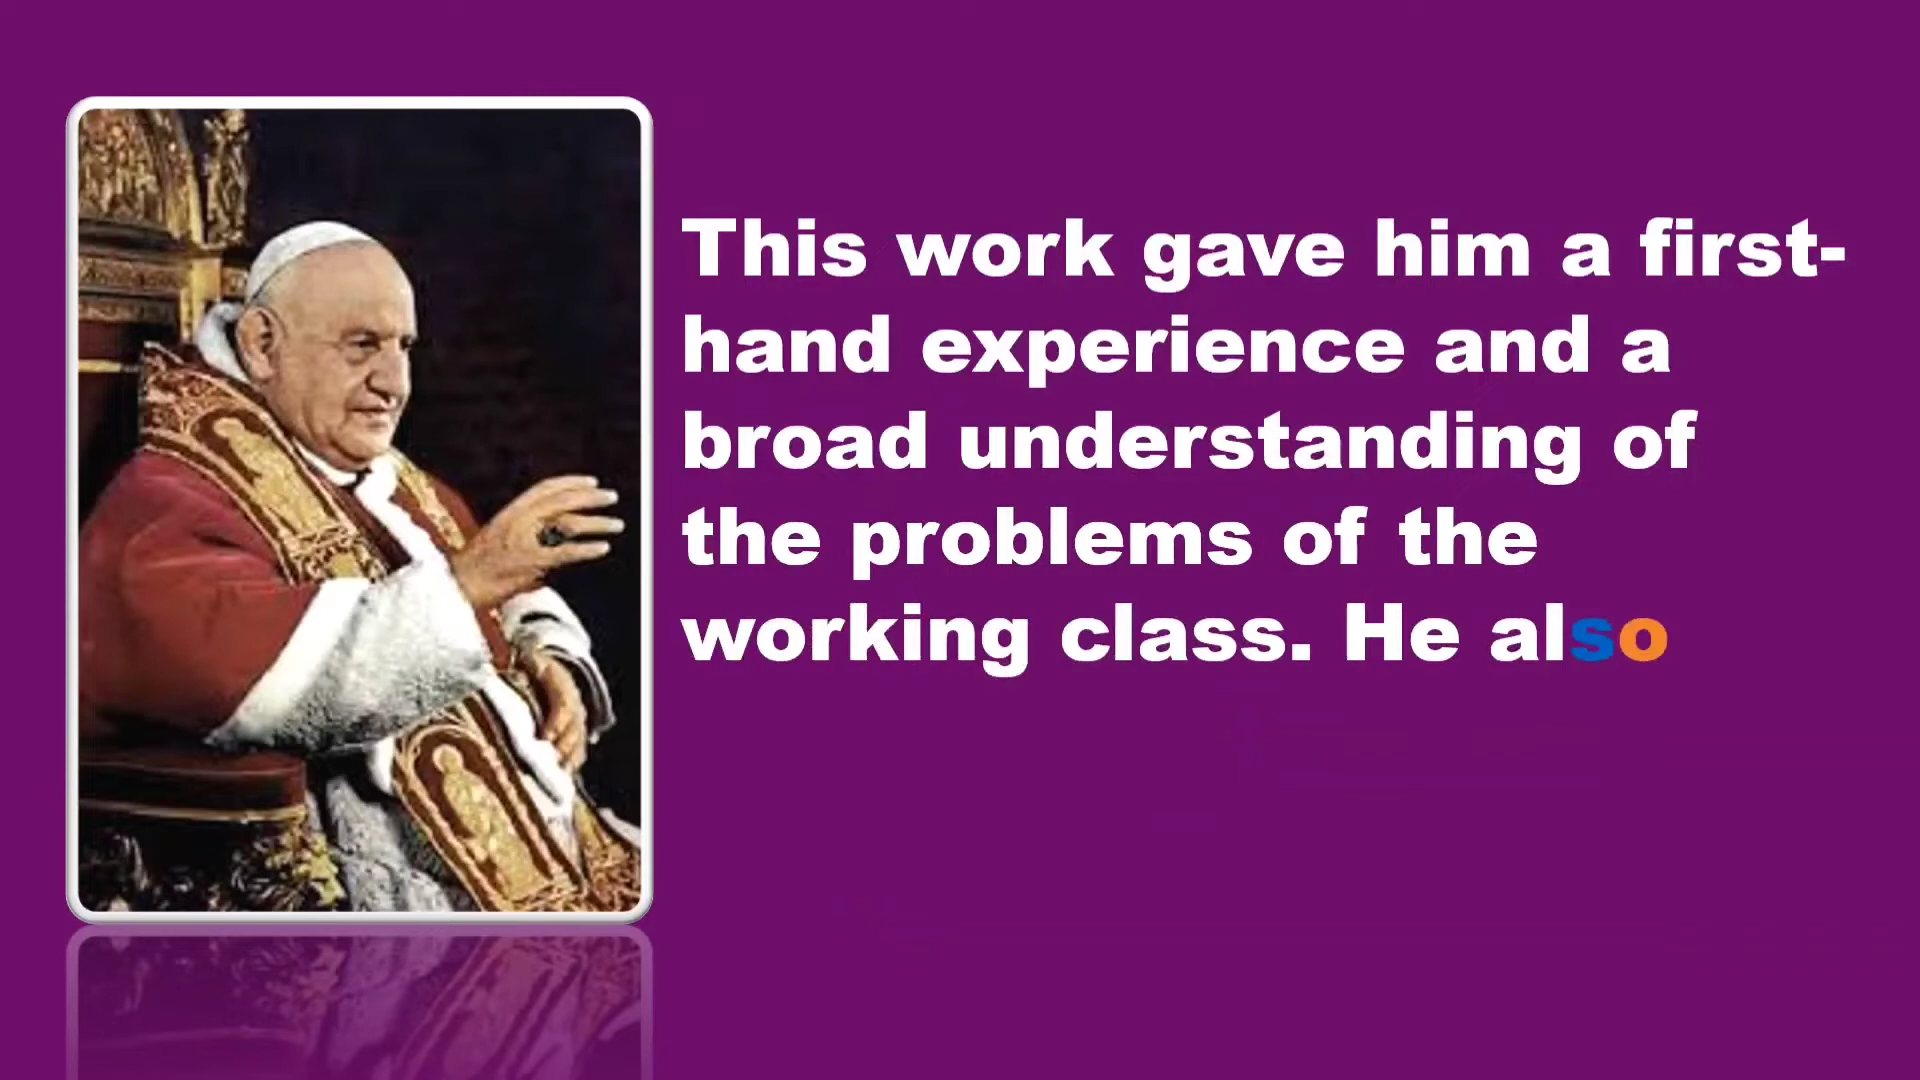 This work gave him a first-
hand experience and a
broad understanding of
the problems of the
working class. He also